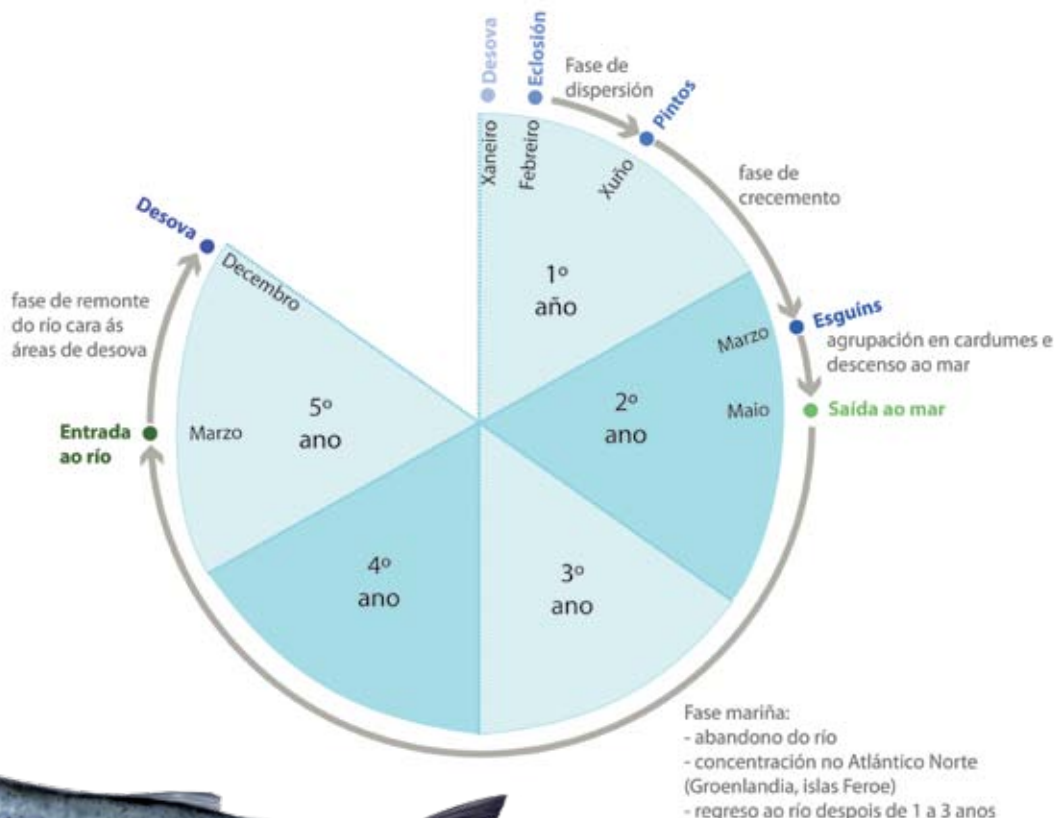 Desova
Eclosión
Fase de
dispersión
Pintos
Xaneiro
Febreiro
Xuño
fase de
crecemento
1º
año
Esguíns
agrupación en cardumes e
descenso ao mar
Marzo
Maio
Saída ao mar
2º
ano
3º
ano
Fase mariña:
- abandono do río
- concentración no Atlántico Norte
(Groenlandia, islas Feroe)
- regreso ao río despois de 1 a 3 anos
4º
ano
Entrada
ao río
Marzo
5º
ano
fase de remonte
do río cara ás
áreas de desova
Desova
Decembro